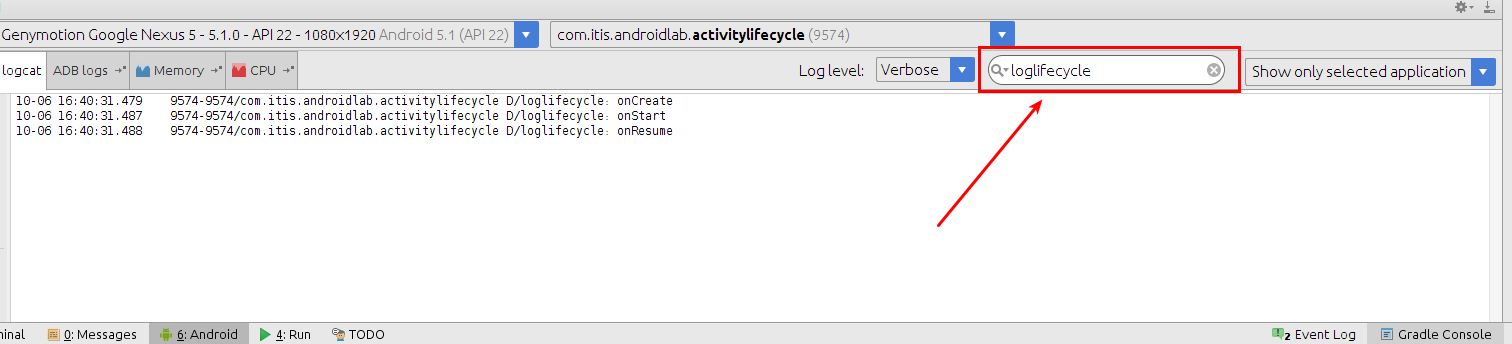 Genymotion Google Nexus 5 - 5.1.0 - API 22 - 1080x1920 Android 5.1 (API 22) com.itis.androidlab.activitylifecycle (9574)
logcat ADB logs Memory CPU Log level: Verbose loglifecycle Show only selected application
10-06 16:40:31.479 9574-9574/com.itis.androidlab.activitylifecycle D/loglifecycle: onCreate
10-06 16:40:31.487 9574-9574/com.itis.androidlab.activitylifecycle D/loglifecycle: onStart
10-06 16:40:31.488 9574-9574/com.itis.androidlab.activitylifecycle D/loglifecycle: onResume
inal 0: Messages 6: Android 4: Run TODO 2 Event Log Gradle Console